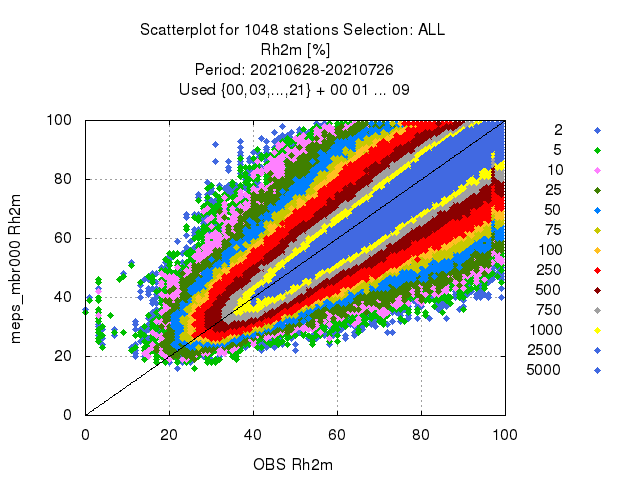 Scatterplot for 1048 stations Selection: ALL
Rh2m [%]
Period: 20210628-20210726
Used {00,03,...,21} + 00 01 ... 09
100
80
60
40
20
0
meps_mbr000 Rh2m
0 20 40 60 80 100
OBS Rh2m
2
5
10
25
50
75
100
250
500
750
1000
2500
5000